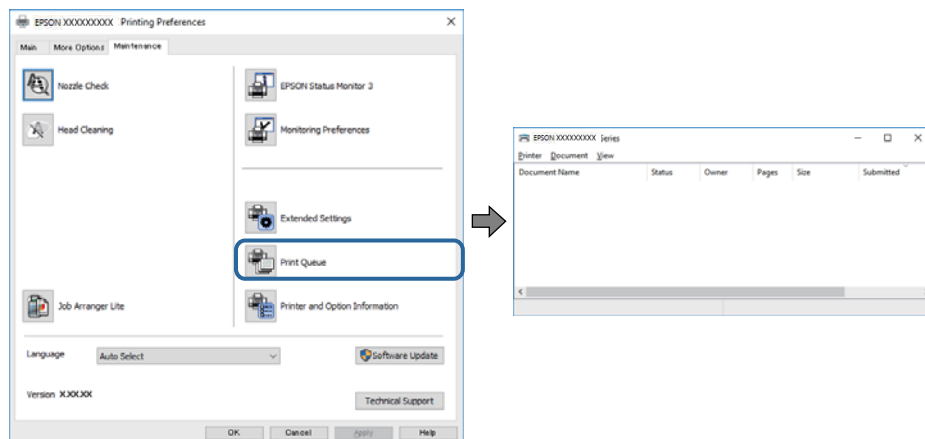 EPSON XXXXXXXXX Printing Preferences
Main More Options Maintenance
Nozzle Check
Head Cleaning
Job Arranger Lite
EPSON Status Monitor 3
Monitoring Preferences
Extended Settings
Print Queue
Printer and Option Information
Language Auto Select Software Update
Version X.XX.XX Technical Support
OK Cancel Apply Help
EPSON XXXXXXXXXX Series
Printer Document View
Document Name Status Owner Pages Size Submitted